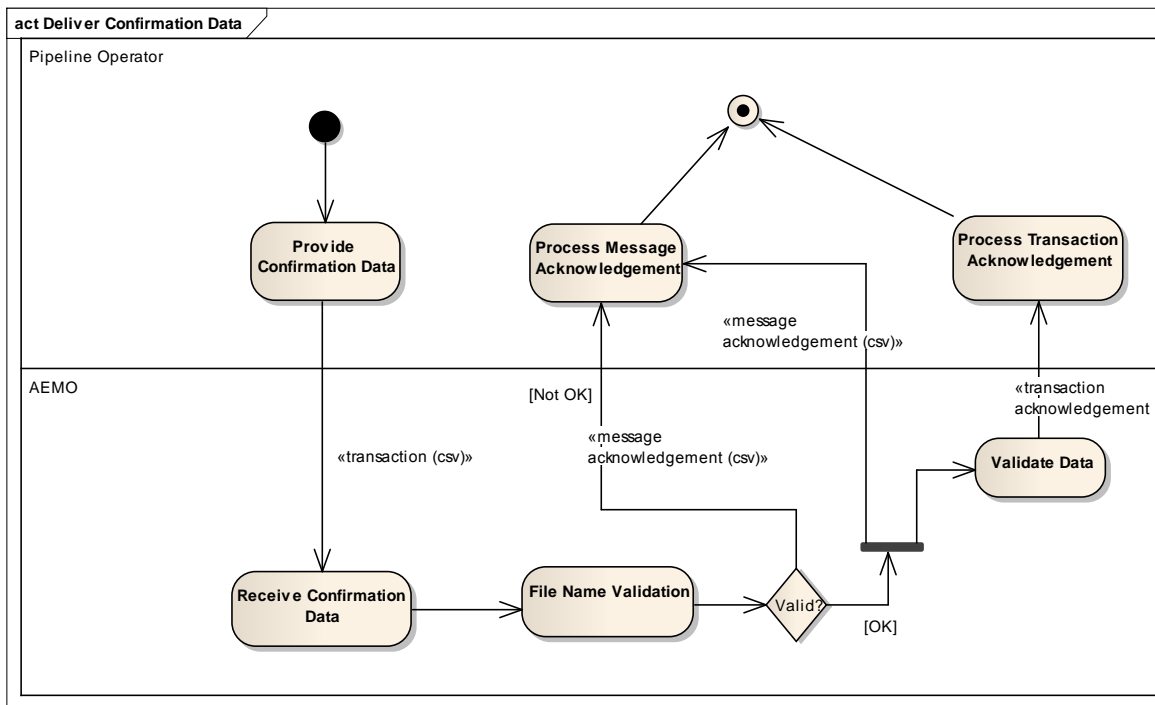 act Deliver Confirmation Data
Pipeline Operator
Provide
Confirmation Data
Process Message
Acknowledgement
Process Transaction
Acknowledgement
«message
acknowledgement (csv)»
AEMO
[Not OK]
«transaction
acknowledgement
«message
acknowledgement (csv)»
«transaction (csv)»
Validate Data
Receive Confirmation
Data
File Name Validation
Valid?
[OK]